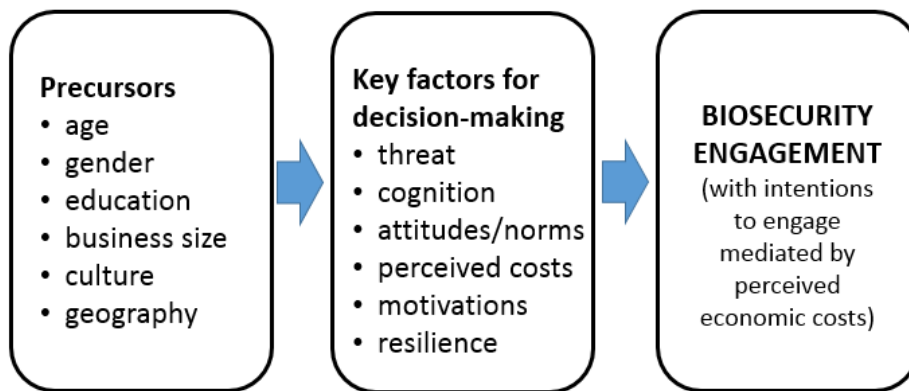 Precursors
• age
• gender
• education
• business size
• culture
• geography
Key factors for
decision-making
• threat
• cognition
• attitudes/norms
• perceived costs
• motivations
• resilience
BIOSECURITY
ENGAGEMENT
(with intentions
to engage
mediated by
perceived
economic costs)